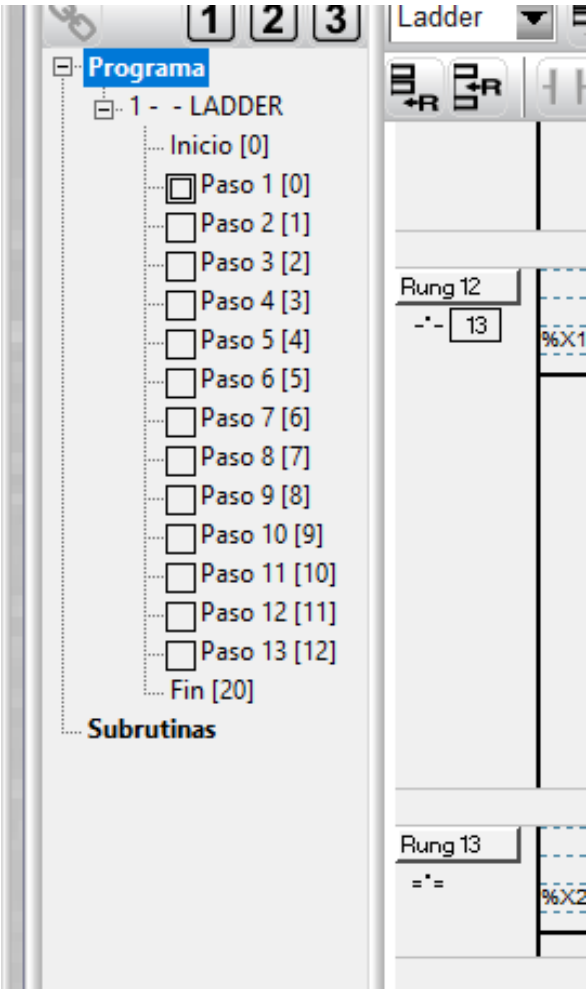 1 2 3
Ladder
Programa
1 - - LADDER
Inicio [0]
Paso 1 [0]
Paso 2 [1]
Paso 3 [2]
Paso 4 [3]
Paso 5 [4]
Paso 6 [5]
Paso 7 [6]
Paso 8 [7]
Paso 9 [8]
Paso 10 [9]
Paso 11 [10]
Paso 12 [11]
Paso 13 [12]
Fin [20]
Subrutinas
R R
Rung 12
13
%X1
Rung 13
%X2